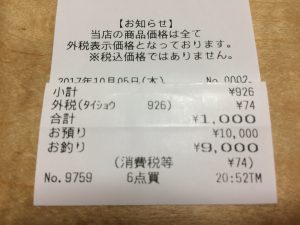 【お知らせ】
当店の商品価格は全て
外税表示価格となっております。
※税込価格ではありません。
2017年10月05日(木) No.0002
小計 ¥926
外税(タイショウ 926) ¥74
合計 ¥1,000
お預り ¥10,000
お釣り ¥9,000
(消費税等 ¥74)
No.9759 6点買 20:52TM